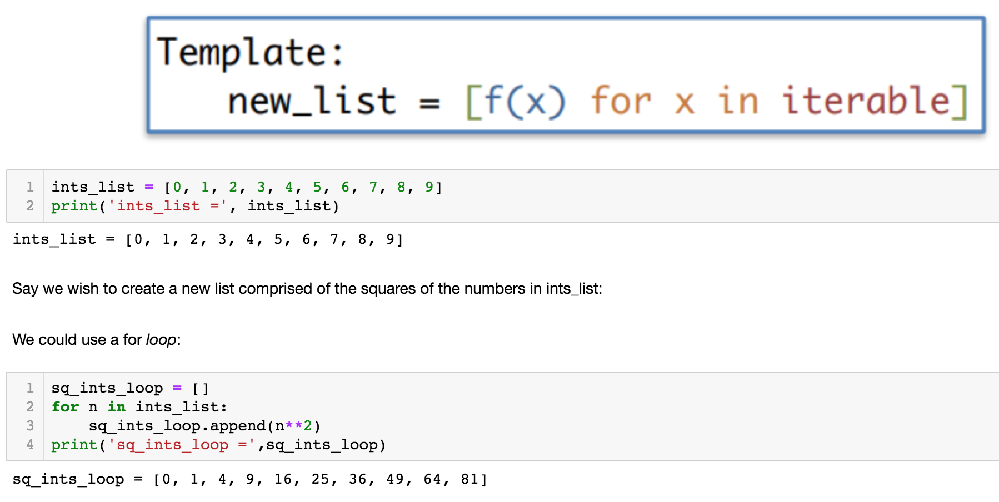 Template:
new_list = [f(x) for x in iterable]
1 ints_list = [0, 1, 2, 3, 4, 5, 6, 7, 8, 9]
2 print('ints_list =', ints_list)
ints_list = [0, 1, 2, 3, 4, 5, 6, 7, 8, 9]
Say we wish to create a new list comprised of the squares of the numbers in ints_list:
We could use a for loop:
1 sq_ints_loop = []
2 for n in ints_list:
3     sq_ints_loop.append(n**2)
4 print('sq_ints_loop =',sq_ints_loop)
sq_ints_loop = [0, 1, 4, 9, 16, 25, 36, 49, 64, 81]